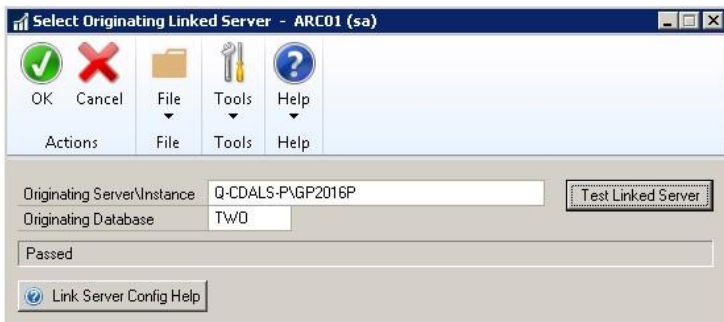 Select Originating Linked Server - ARC01 (sa)
OK Cancel File Tools Help
Actions File Tools Help
Originating Server\Instance Q-CDALS-P\GP2016P Test Linked Server
Originating Database TWO
Passed
Link Server Config Help